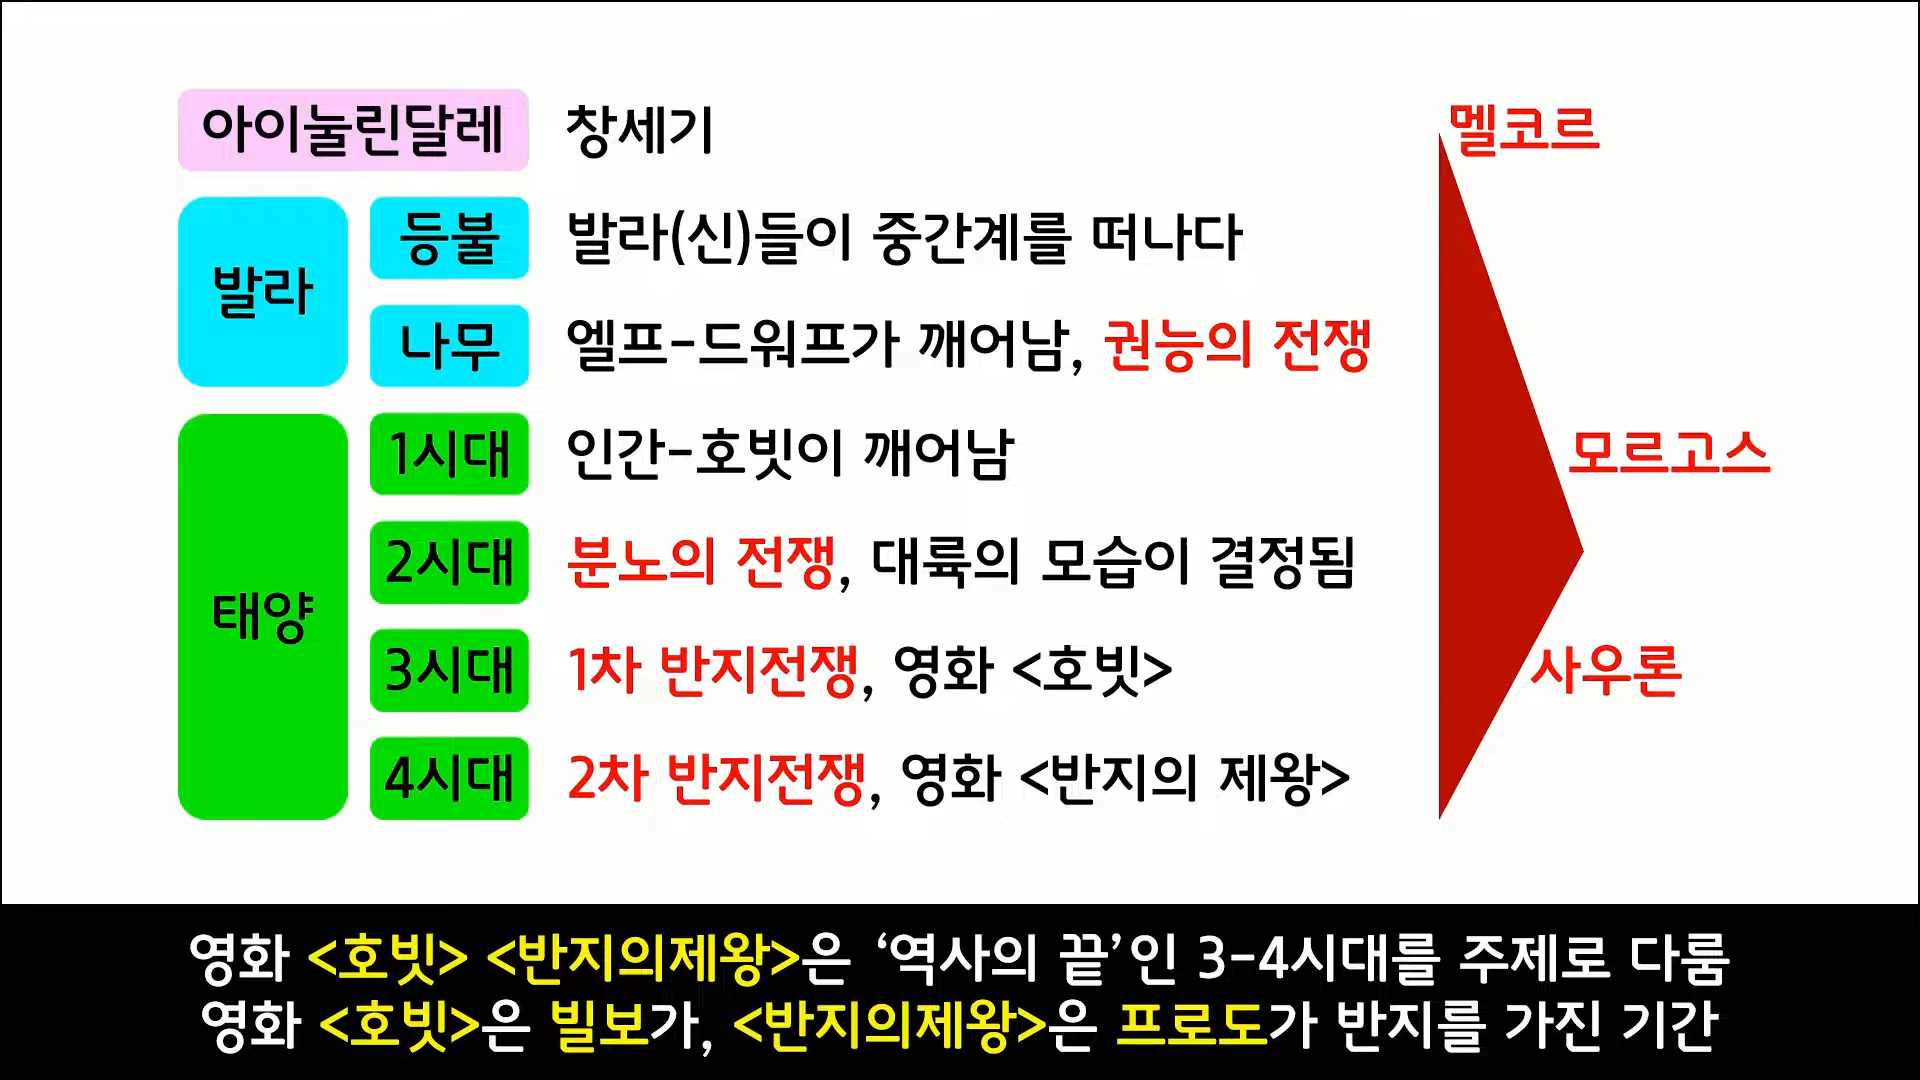 아이눌린달레 창세기 멜코르
발라 등불 발라(신)들이 중간계를 떠나다
나무 엘프-드워프가 깨어남, 권능의 전쟁
태양 1시대 인간-호빗이 깨어남 모르고스
2시대 분노의 전쟁, 대륙의 모습이 결정됨
3시대 1차 반지전쟁, 영화 <호빗> 사우론
4시대 2차 반지전쟁, 영화 <반지의 제왕>
영화 <호빗> <반지의제왕>은 ‘역사의 끝’인 3-4시대를 주제로 다룸
영화 <호빗>은 빌보가, <반지의제왕>은 프로도가 반지를 가진 기간